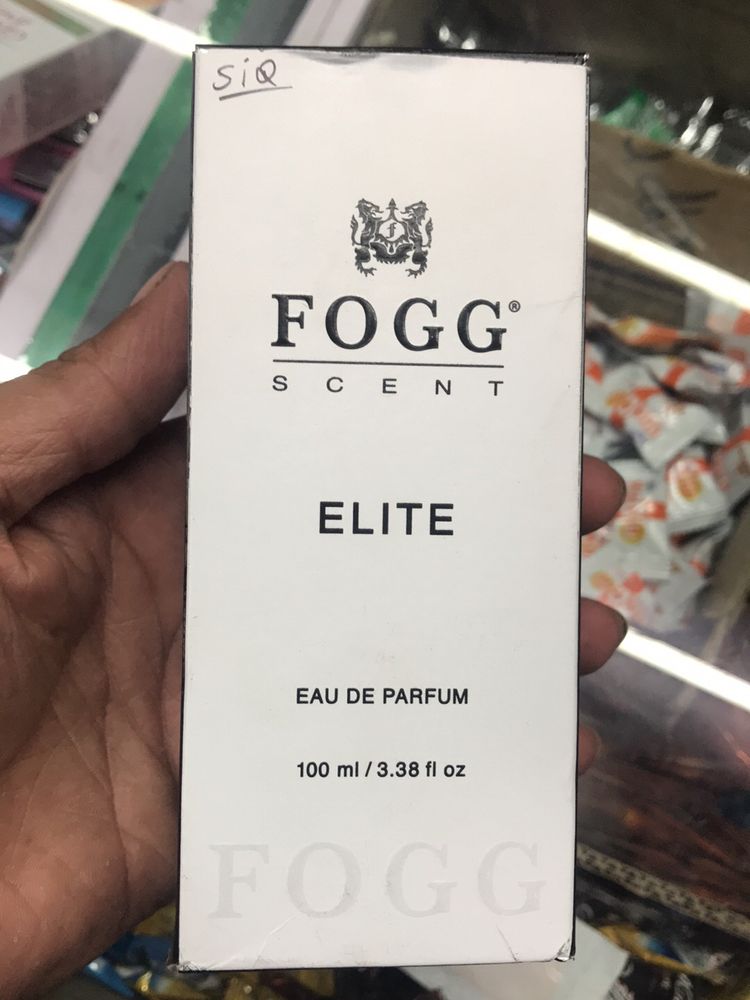 SiQ
FOGG®
SCENT
ELITE
EAU DE PARFUM
100 ml / 3.38 fl oz
FOGG